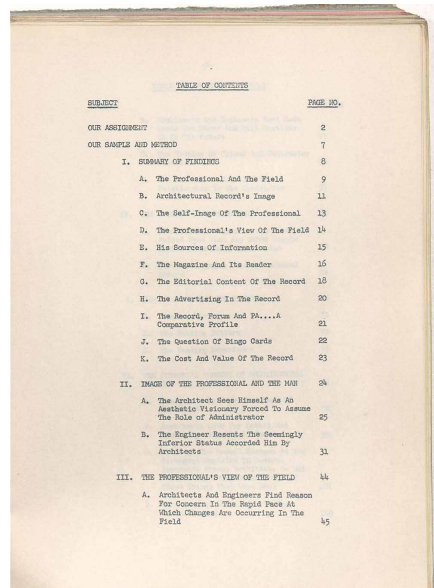 TABLE OF CONTENTS
SUBJECT PAGE NO.
OUR ASSIGNMENT 2
OUR SAMPLE AND METHOD 7
I. SUMMARY OF FINDINGS 8
A. The Professional And The Field 9
B. Architectural Record's Image 11
C. The Self-Image Of The Professional 13
D. The Professional's View Of The Field 14
E. His Sources Of Information 15
F. The Magazine And Its Reader 16
G. The Editorial Content Of The Record 18
H. The Advertising In The Record 20
I. The Record, Forum And PA....A
Comparative Profile 21
J. The Question Of Bingo Cards 22
K. The Cost And Value Of The Record 23
II. IMAGE OF THE PROFESSIONAL AND THE MAN 24
A. The Architect Sees Himself As An
Aesthetic Visionary Forced To Assume
The Role of Administrator 25
B. The Engineer Resents The Seemingly
Inferior Status Accorded Him By
Architects 31
III. THE PROFESSIONAL'S VIEW OF THE FIELD 44
A. Architects And Engineers Find Reason
For Concern In The Rapid Pace At
Which Changes Are Occurring In The
Field 45